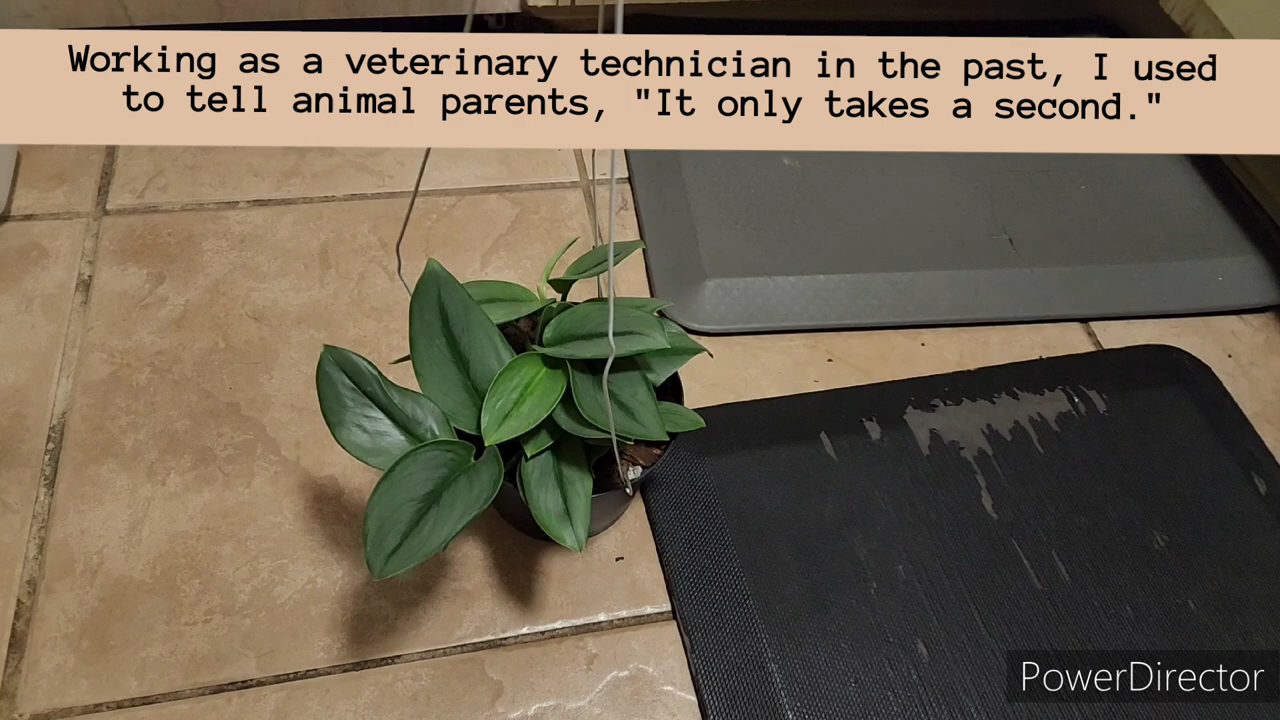 Working as a veterinary technician in the past, I used
to tell animal parents, "It only takes a second."
PowerDirector